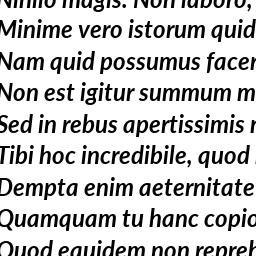 Nihilo magis. Non laboro,
Minime vero istorum quid
Nam quid possumus facer
Non est igitur summum m
Sed in rebus apertissimis
Tibi hoc incredibile, quod
Dempta enim aeternitate
Quamquam tu hanc copio
Quod equidem non repreh